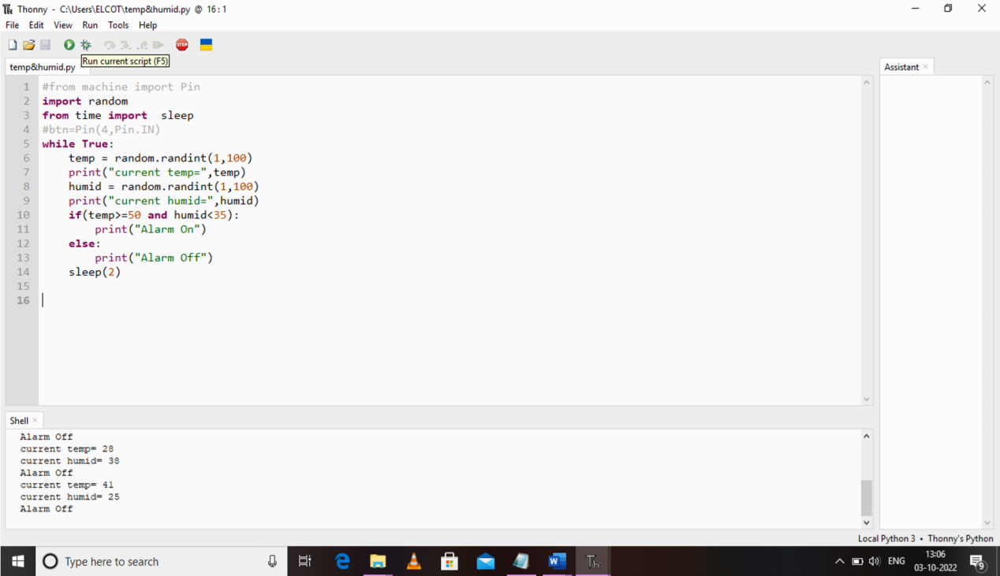 Thonny - C:\Users\ELCOT\temp&humid.py @ 16:1
File Edit View Run Tools Help
STOP
Run current script (F5)
temp&humid.py
Assistant
1 #from machine import Pin
2 import random
3 from time import  sleep
4 #btn=Pin(4,Pin.IN)
5 while True:
6     temp = random.randint(1,100)
7     print("current temp=",temp)
8     humid = random.randint(1,100)
9     print("current humid=",humid)
10     if(temp>=50 and humid<35):
11         print("Alarm On")
12     else:
13         print("Alarm Off")
14     sleep(2)
15
16
Shell
Alarm Off
current temp= 28
current humid= 38
Alarm Off
current temp= 41
current humid= 25
Alarm Off
Local Python 3 • Thonny's Python
Type here to search
ENG
13:06
03-10-2022
9